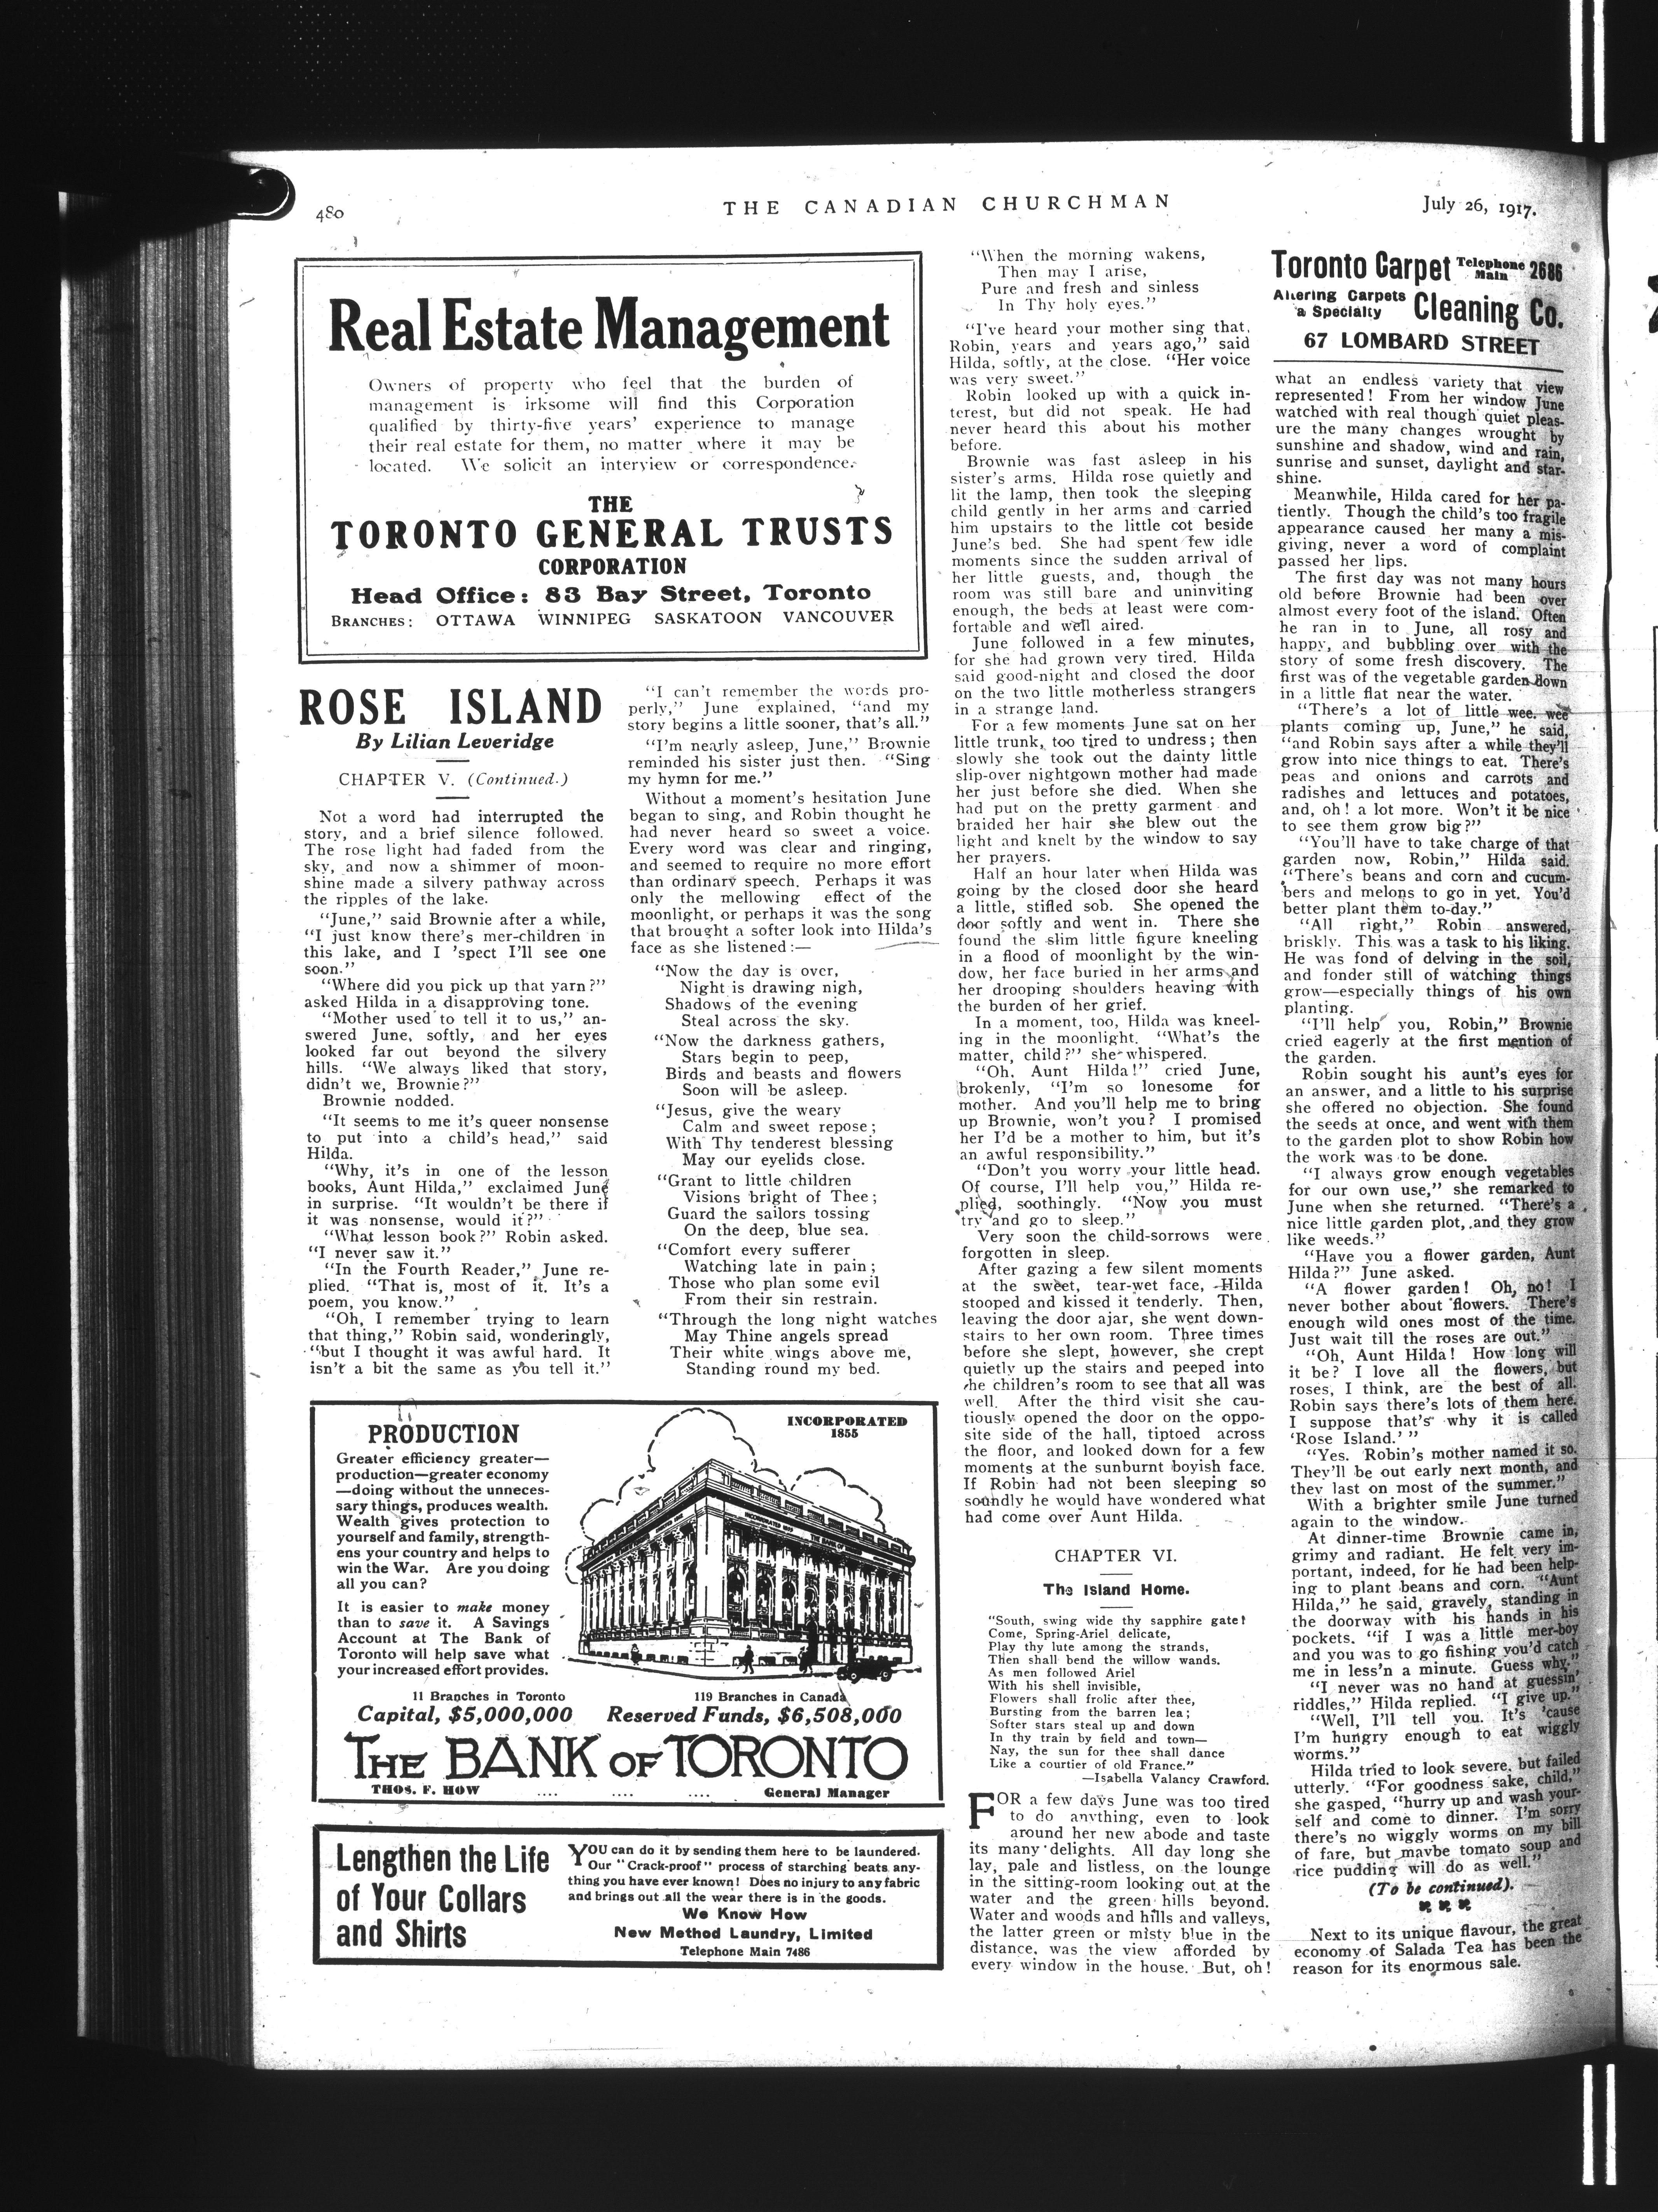 480
THE CANADIAN CHURCHMAN
July 26, 1917.
Real Estate Management
Owners of property who feel that the burden of
management is irksome will find this Corporation
qualified by thirty-five years' experience to manage
their real estate for them, no matter where it may be
located. We solicit an interview or correspondence.
THE
TORONTO GENERAL TRUSTS
CORPORATION
Head Office: 83 Bay Street, Toronto
BRANCHES: OTTAWA WINNIPEG SASKATOON VANCOUVER
ROSE ISLAND
By Lilian Leveridge
CHAPTER V. (Continued.)
Not a word had interrupted the
story, and a brief silence followed.
The rose light had faded from the
sky, and now a shimmer of moon-
shine made a silvery pathway across
the ripples of the lake.
"June," said Brownie after a while,
"I just know there's mer-children in
this lake, and I 'spect I'll see one
soon."
"Where did you pick up that yarn?"
asked Hilda in a disapproving tone.
"Mother used to tell it to us," an-
swered June, softly, and her eyes
looked far out beyond the silvery
hills. "We always liked that story,
didn't we, Brownie?"
Brownie nodded.
"It seems to me it's queer nonsense
to put into a child's head," said
Hilda.
"Why, it's in one of the lesson
books, Aunt Hilda," exclaimed June
in surprise. "It wouldn't be there if
it was nonsense, would it?"
"What lesson book?" Robin asked.
"I never saw it."
"In the Fourth Reader," June re-
plied. "That is, most of it. It's a
poem, you know."
"Oh, I remember trying to learn
that thing," Robin said, wonderingly,
"but I thought it was awful hard. It
isn't a bit the same as you tell it."
"I can't remember the words pro-
perly," June explained, "and my
story begins a little sooner, that's all."
"I'm nearly asleep, June," Brownie
reminded his sister just then. "Sing
my hymn for me."
Without a moment's hesitation June
began to sing, and Robin thought he
had never heard so sweet a voice.
Every word was clear and ringing,
and seemed to require no more effort
than ordinary speech. Perhaps it was
only the mellowing effect of the
moonlight, or perhaps it was the song
that brought a softer look into Hilda's
face as she listened:—
"Now the day is over,
Night is drawing nigh,
Shadows of the evening
Steal across the sky.
"Now the darkness gathers,
Stars begin to peep,
Birds and beasts and flowers
Soon will be asleep.
"Jesus, give the weary
Calm and sweet repose;
With Thy tenderest blessing
May our eyelids close.
"Grant to little children
Visions bright of Thee;
Guard the sailors tossing
On the deep, blue sea.
"Comfort every sufferer
Watching late in pain;
Those who plan some evil
From their sin restrain.
"Through the long night watches
May Thine angels spread
Their white wings above me,
Standing round my bed.
PRODUCTION
Greater efficiency greater—
production—greater economy
—doing without the unneces-
sary things, produces wealth.
Wealth gives protection to
yourself and family, strength-
ens your country and helps to
win the War. Are you doing
all you can?
It is easier to make money
than to save it. A Savings
Account at The Bank of
Toronto will help save what
your increased effort provides.
INCORPORATED
1855
11 Branches in Toronto
119 Branches in Canada
Capital, $5,000,000 Reserved Funds, $6,508,000
THE BANK OF TORONTO
THOS. F. HOW .... .... .... General Manager
Lengthen the Life
of Your Collars
and Shirts
YOU can do it by sending them here to be laundered.
Our "Crack-proof" process of starching beats any-
thing you have ever known! Does no injury to any fabric
and brings out all the wear there is in the goods.
We Know How
New Method Laundry, Limited
Telephone Main 7486
"When the morning wakens,
Then may I arise,
Pure and fresh and sinless
In Thy holy eyes."
"I've heard your mother sing that,
Robin, years and years ago," said
Hilda, softly, at the close. "Her voice
was very sweet."
Robin looked up with a quick in-
terest, but did not speak. He had
never heard this about his mother
before.
Brownie was fast asleep in his
sister's arms. Hilda rose quietly and
lit the lamp, then took the sleeping
child gently in her arms and carried
him upstairs to the little cot beside
June's bed. She had spent few idle
moments since the sudden arrival of
her little guests, and, though the
room was still bare and uninviting
enough, the beds at least were com-
fortable and well aired.
June followed in a few minutes,
for she had grown very tired. Hilda
said good-night and closed the door
on the two little motherless strangers
in a strange land.
For a few moments June sat on her
little trunk, too tired to undress; then
slowly she took out the dainty little
slip-over nightgown mother had made
her just before she died. When she
had put on the pretty garment and
braided her hair she blew out the
light and knelt by the window to say
her prayers.
Half an hour later when Hilda was
going by the closed door she heard
a little, stifled sob. She opened the
door softly and went in. There she
found the slim little figure kneeling
in a flood of moonlight by the win-
dow, her face buried in her arms and
her drooping shoulders heaving with
the burden of her grief.
In a moment, too, Hilda was kneel-
ing in the moonlight. "What's the
matter, child?" she whispered.
"Oh, Aunt Hilda!" cried June,
brokenly, "I'm so lonesome for
mother. And you'll help me to bring
up Brownie, won't you? I promised
her I'd be a mother to him, but it's
an awful responsibility."
"Don't you worry your little head.
Of course, I'll help you," Hilda re-
plied, soothingly. "Now you must
try and go to sleep."
Very soon the child-sorrows were
forgotten in sleep.
After gazing a few silent moments
at the sweet, tear-wet face, Hilda
stooped and kissed it tenderly. Then,
leaving the door ajar, she went down-
stairs to her own room. Three times
before she slept, however, she crept
quietly up the stairs and peeped into
the children's room to see that all was
well. After the third visit she cau-
tiously opened the door on the oppo-
site side of the hall, tiptoed across
the floor, and looked down for a few
moments at the sunburnt boyish face.
If Robin had not been sleeping so
soundly he would have wondered what
had come over Aunt Hilda.
CHAPTER VI.
The Island Home.
"South, swing wide thy sapphire gate!
Come, Spring-Ariel delicate,
Play thy lute among the strands,
Then shall bend the willow wands.
As men followed Ariel
With his shell invisible,
Flowers shall frolic after thee,
Bursting from the barren lea;
Softer stars steal up and down
In thy train by field and town—
Nay, the sun for thee shall dance
Like a courtier of old France."
—Isabella Valancy Crawford.
FOR a few days June was too tired
to do anything, even to look
around her new abode and taste
its many delights. All day long she
lay, pale and listless, on the lounge
in the sitting-room looking out at the
water and the green hills beyond.
Water and woods and hills and valleys,
the latter green or misty blue in the
distance, was the view afforded by
every window in the house. But, oh!
Toronto Carpet Telephone Main 2686
Altering Carpets a Specialty Cleaning Co.
67 LOMBARD STREET
what an endless variety that view
represented! From her window June
watched with real though quiet pleas-
ure the many changes wrought by
sunshine and shadow, wind and rain,
sunrise and sunset, daylight and star-
shine.
Meanwhile, Hilda cared for her pa-
tiently. Though the child's too fragile
appearance caused her many a mis-
giving, never a word of complaint
passed her lips.
The first day was not many hours
old before Brownie had been over
almost every foot of the island. Often
he ran in to June, all rosy and
happy, and bubbling over with the
story of some fresh discovery. The
first was of the vegetable garden down
in a little flat near the water.
"There's a lot of little wee, wee
plants coming up, June," he said,
"and Robin says after a while they'll
grow into nice things to eat. There's
peas and onions and carrots and
radishes and lettuces and potatoes,
and, oh! a lot more. Won't it be nice
to see them grow big?"
"You'll have to take charge of that
garden now, Robin," Hilda said.
"There's beans and corn and cucum-
bers and melons to go in yet. You'd
better plant them to-day."
"All right," Robin answered,
briskly. This was a task to his liking.
He was fond of delving in the soil,
and fonder still of watching things
grow—especially things of his own
planting.
"I'll help you, Robin," Brownie
cried eagerly at the first mention of
the garden.
Robin sought his aunt's eyes for
an answer, and a little to his surprise
she offered no objection. She found
the seeds at once, and went with them
to the garden plot to show Robin how
the work was to be done.
"I always grow enough vegetables
for our own use," she remarked to
June when she returned. "There's a
nice little garden plot, and they grow
like weeds."
"Have you a flower garden, Aunt
Hilda?" June asked.
"A flower garden! Oh, no! I
never bother about flowers. There's
enough wild ones most of the time.
Just wait till the roses are out."
"Oh, Aunt Hilda! How long will
it be? I love all the flowers, but
roses, I think, are the best of all.
Robin says there's lots of them here.
I suppose that's why it is called
'Rose Island.'"
"Yes. Robin's mother named it so.
They'll be out early next month, and
they last on most of the summer."
With a brighter smile June turned
again to the window.
At dinner-time Brownie came in,
grimy and radiant. He felt very im-
portant, indeed, for he had been help-
ing to plant beans and corn. "Aunt
Hilda," he said, gravely, standing in
the doorway with his hands in his
pockets, "if I was a little mer-boy
and you was to go fishing you'd catch
me in less'n a minute. Guess why."
"I never was no hand at guessin'
riddles," Hilda replied. "I give up."
"Well, I'll tell you. It's 'cause
I'm hungry enough to eat wiggly
worms."
Hilda tried to look severe, but failed
utterly. "For goodness sake, child,"
she gasped, "hurry up and wash your-
self and come to dinner. I'm sorry
there's no wiggly worms on my bill
of fare, but maybe tomato soup and
rice pudding will do as well."
(To be continued).
Next to its unique flavour, the great
economy of Salada Tea has been the
reason for its enormous sale.